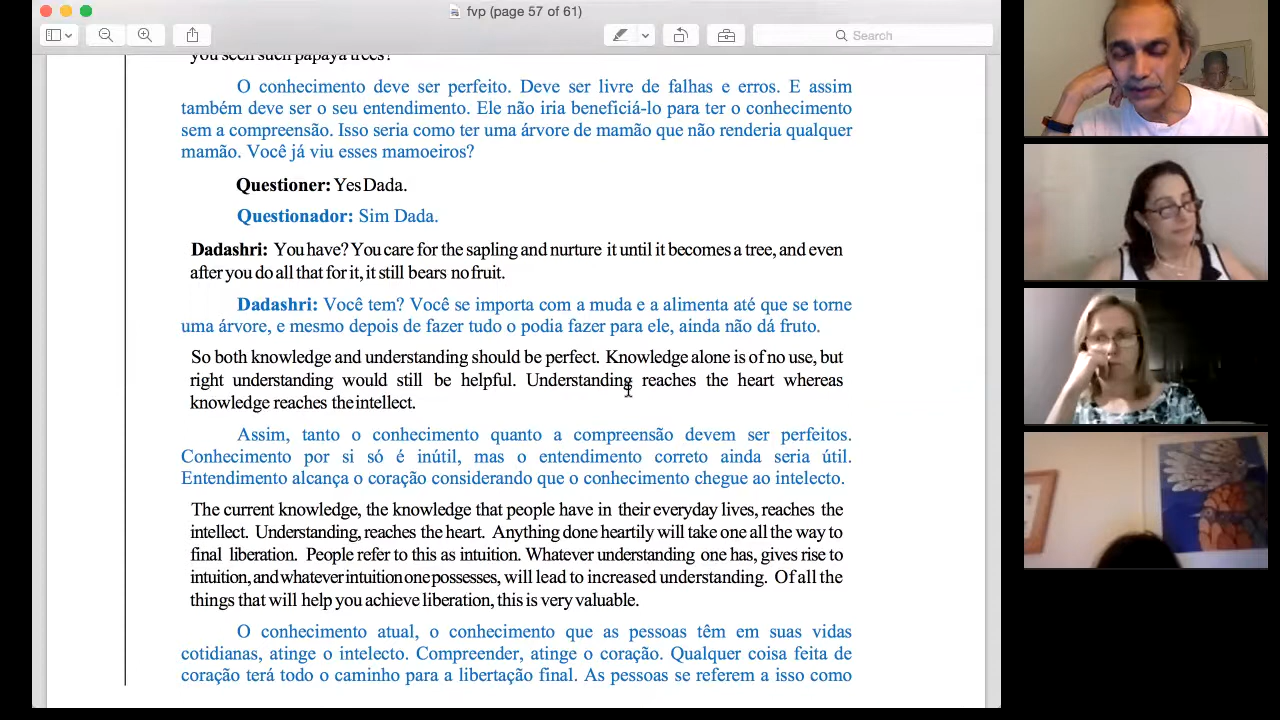 fvp (page 57 of 61)
Search
you seen such papaya trees?
O conhecimento deve ser perfeito. Deve ser livre de falhas e erros. E assim
também deve ser o seu entendimento. Ele não iria beneficiá-lo para ter o conhecimento
sem a compreensão. Isso seria como ter uma árvore de mamão que não renderia qualquer
mamão. Você já viu esses mamoeiros?
Questioner: Yes Dada.
Questionador: Sim Dada.
Dadashri: You have? You care for the sapling and nurture it until it becomes a tree, and even
after you do all that for it, it still bears no fruit.
Dadashri: Você tem? Você se importa com a muda e a alimenta até que se torne
uma árvore, e mesmo depois de fazer tudo o podia fazer para ele, ainda não dá fruto.
So both knowledge and understanding should be perfect. Knowledge alone is of no use, but
right understanding would still be helpful. Understanding reaches the heart whereas
knowledge reaches the intellect.
Assim, tanto o conhecimento quanto a compreensão devem ser perfeitos.
Conhecimento por si só é inútil, mas o entendimento correto ainda seria útil.
Entendimento alcança o coração considerando que o conhecimento chegue ao intelecto.
The current knowledge, the knowledge that people have in their everyday lives, reaches the
intellect. Understanding, reaches the heart. Anything done heartily will take one all the way to
final liberation. People refer to this as intuition. Whatever understanding one has, gives rise to
intuition, and whatever intuition one possesses, will lead to increased understanding. Of all the
things that will help you achieve liberation, this is very valuable.
O conhecimento atual, o conhecimento que as pessoas têm em suas vidas
cotidianas, atinge o intelecto. Compreender, atinge o coração. Qualquer coisa feita de
coração terá todo o caminho para a libertação final. As pessoas se referem a isso como